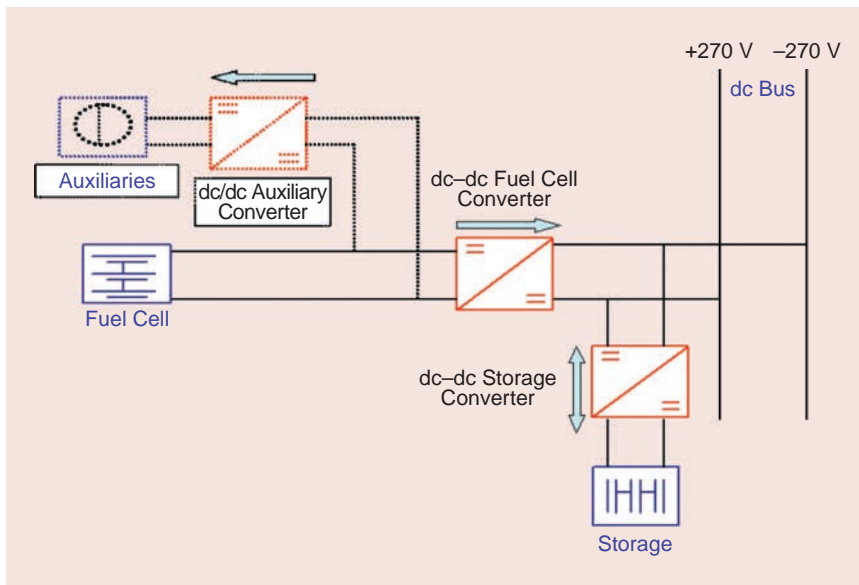 +270 V –270 V
dc Bus
Auxiliaries
dc/dc Auxiliary
Converter
dc–dc Fuel Cell
Converter
Fuel Cell
dc–dc Storage
Converter
Storage